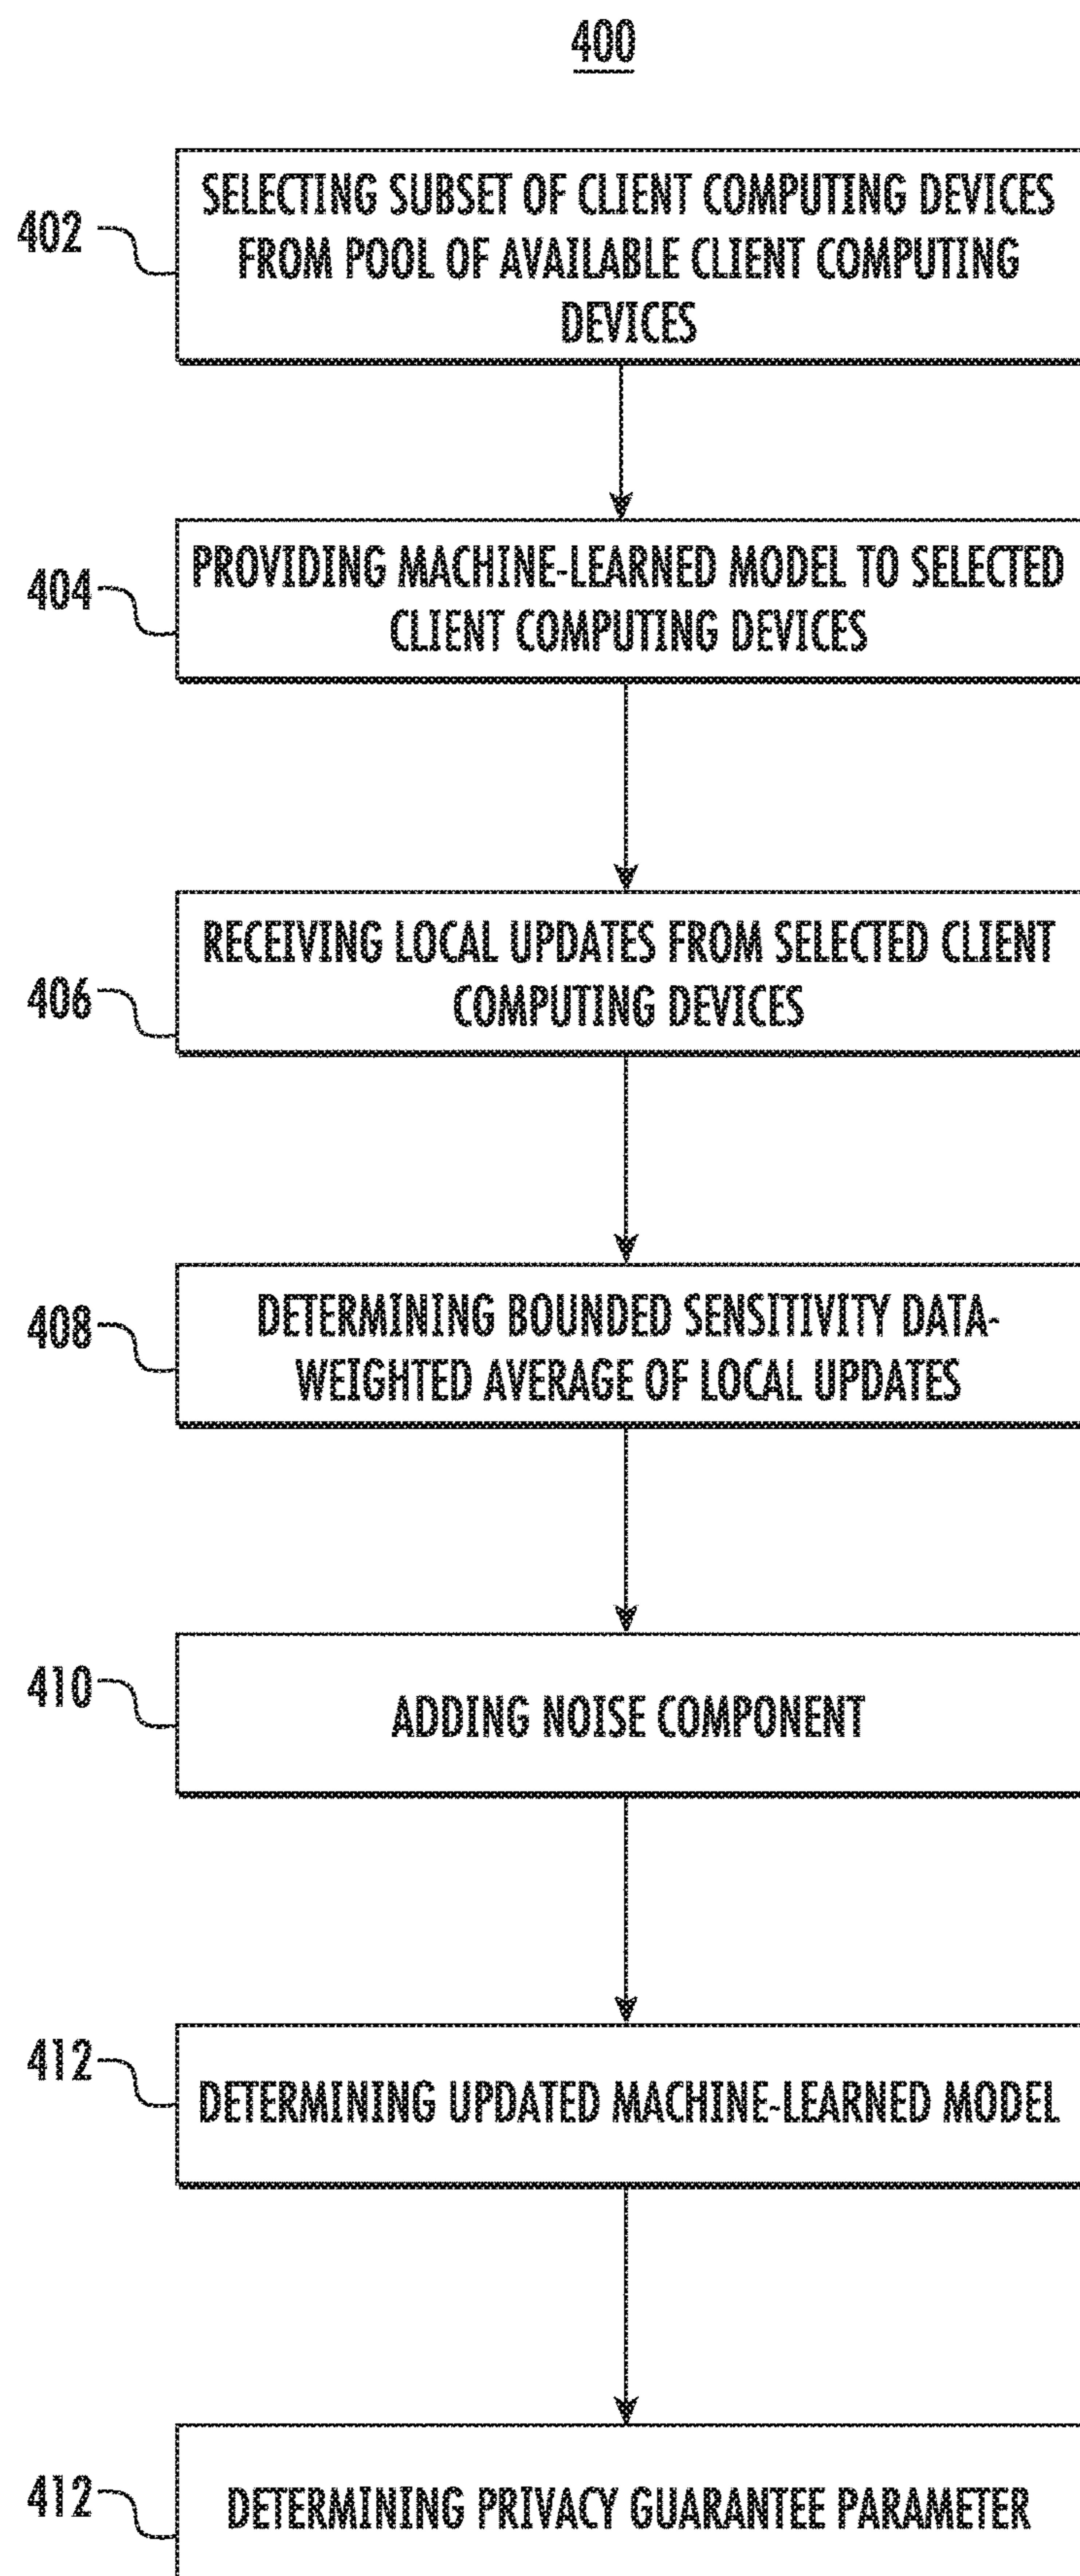 400
402
SELECTING SUBSET OF CLIENT COMPUTING DEVICES
FROM POOL OF AVAILABLE CLIENT COMPUTING
DEVICES
404
PROVIDING MACHINE-LEARNED MODEL TO SELECTED
CLIENT COMPUTING DEVICES
406
RECEIVING LOCAL UPDATES FROM SELECTED CLIENT
COMPUTING DEVICES
408
DETERMINING BOUNDED SENSITIVITY DATA-
WEIGHTED AVERAGE OF LOCAL UPDATES
410
ADDING NOISE COMPONENT
412
DETERMINING UPDATED MACHINE-LEARNED MODEL
412
DETERMINING PRIVACY GUARANTEE PARAMETER